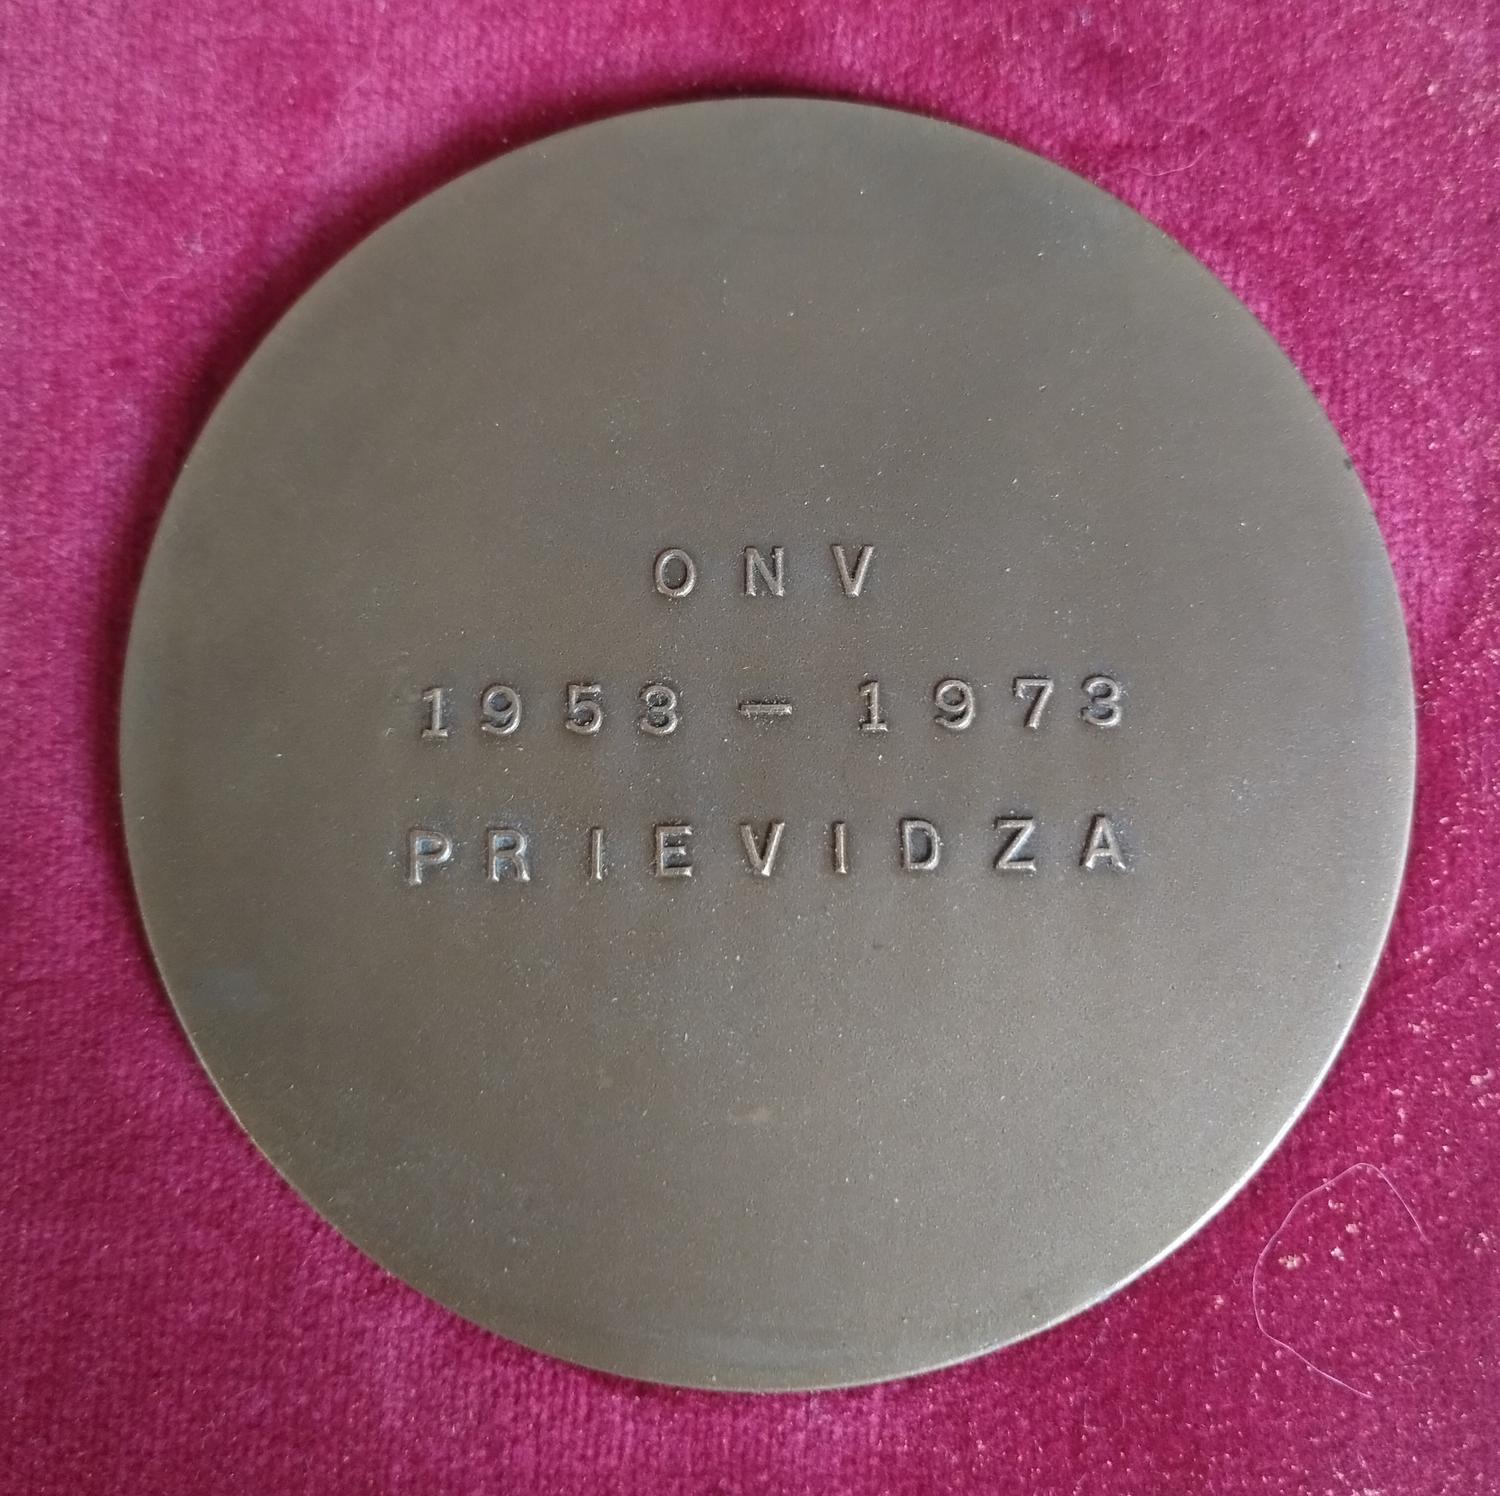 ONV
1953 — 1973
PRIEVIDZA